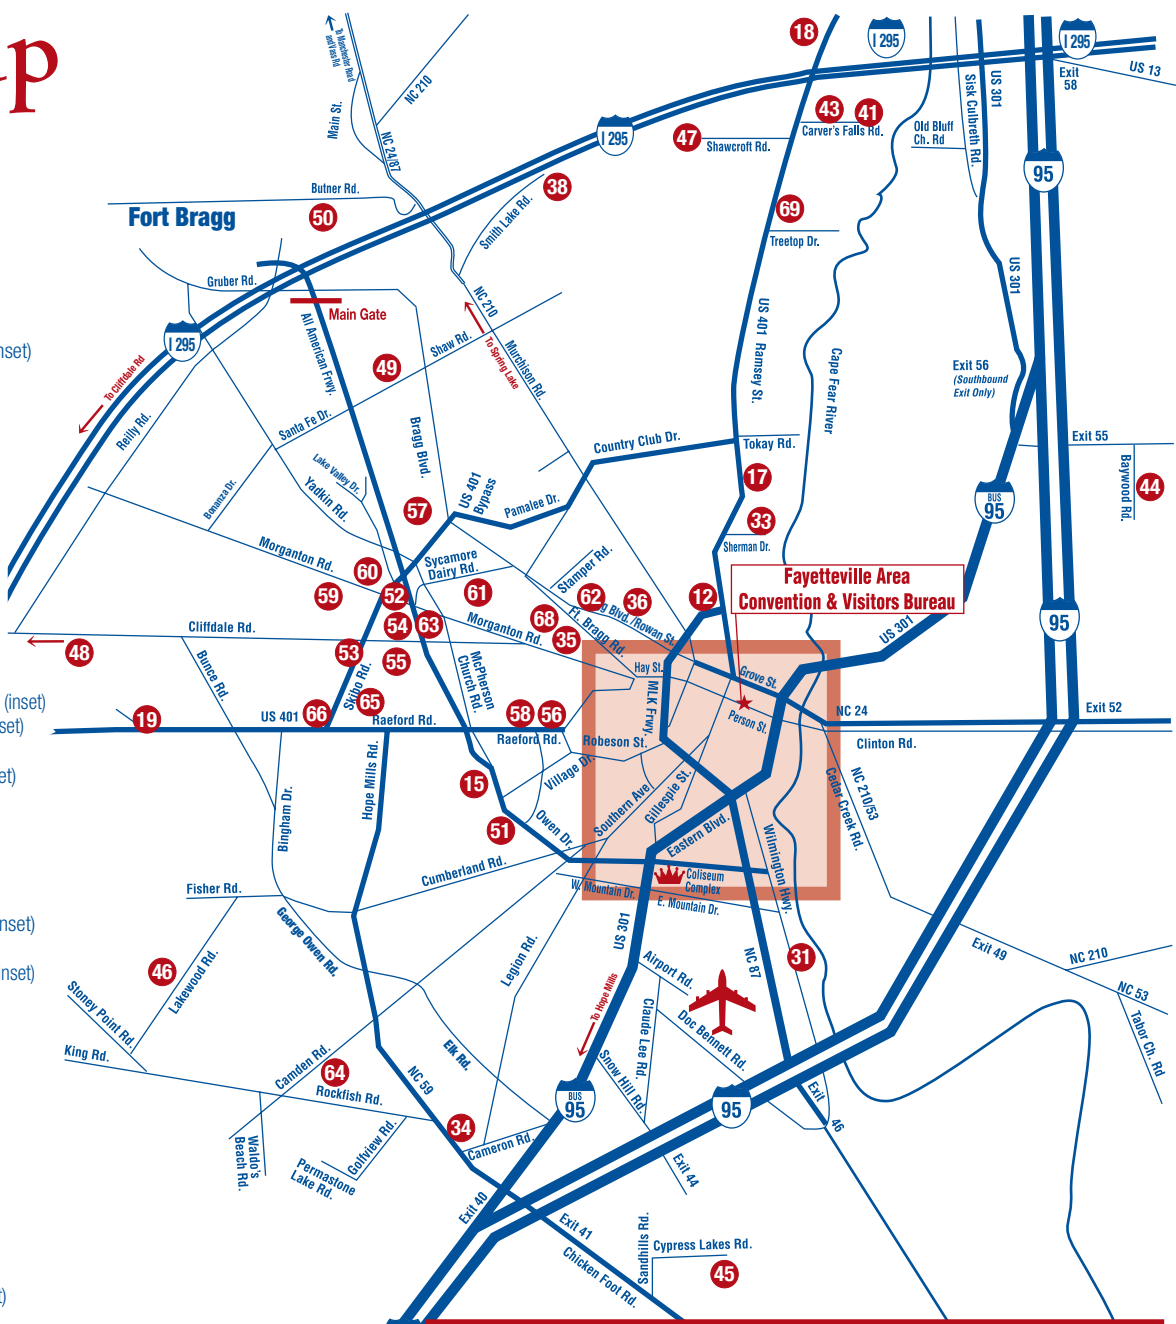 ap
18
I 295
I 295
To Manchester Road
and Vass Rd
NC 210
Main St.
NC 24/87
US 301
Sisk Culbreth Rd.
Exit
58
US 13
I 295
43
41
Carver's Falls Rd.
Old Bluff
Ch. Rd
47
Shawcroft Rd.
95
Butner Rd.
38
Fort Bragg
50
Smith Lake Rd.
69
Treetop Dr.
Gruber Rd.
US 301
NC 210
Main Gate
All American Frwy.
I 295
nset)
Shaw Rd.
To Spring Lake
Murchison Rd.
US 401 Ramsey St.
Cape Fear River
49
To Cliffdale Rd
Exit 56
(Southbound
Exit Only)
Reilly Rd.
Santa Fe Dr.
Bragg Blvd.
Country Club Dr.
Tokay Rd.
Exit 55
Lake Valley Dr.
Bonanza Dr.
Yadkin Rd.
US 401
Bypass
17
Baywood Rd.
44
57
Pamalee Dr.
BUS
95
33
Sherman Dr.
Morganton Rd.
Sycamore
Dairy Rd.
Stamper Rd.
60
59
52
61
62
36
12
Fayetteville Area
Convention & Visitors Bureau
g Blvd./Rowan St.
54
63
Morganton Rd.
68
35
Ft. Bragg Rd.
95
US 301
Cliffdale Rd.
48
53
55
Bunce Rd.
Skibo Rd.
McPherson
Church Rd.
Hay St.
Grove St.
65
MLK Frwy.
Person St.
(inset)
set)
19
US 401
66
Raeford Rd.
58
56
Raeford Rd.
NC 24
Exit 52
Clinton Rd.
Robeson St.
et)
15
Village Dr.
Hope Mills Rd.
Bingham Dr.
Southern Ave.
Gillespie St.
Cedar Creek Rd.
NC 210/53
51
Owen Dr.
Eastern Blvd.
Wilmington Hwy.
Cumberland Rd.
Coliseum
Complex
Fisher Rd.
W. Mountain Dr.
E. Mountain Dr.
nset)
George Owen Rd.
US 301
Exit 49
NC 210
inset)
46
Lakewood Rd.
Legion Rd.
Airport Rd.
NC 87
31
NC 53
Stoney Point Rd.
To Hope Mills
Claude Lee Rd.
Doc Bennett Rd.
Tabor Ch. Rd
King Rd.
Camden Rd.
64
Rockfish Rd.
Elk Rd.
NC 59
Snow Hill Rd.
BUS
95
95
Exit
46
34
Cameron Rd.
Golfview Rd.
Waldo's
Beach Rd.
Permastone
Lake Rd.
Exit 44
Exit 40
Exit 41
Chicken Foot Rd.
Sandhills Rd.
Cypress Lakes Rd.
45
t)